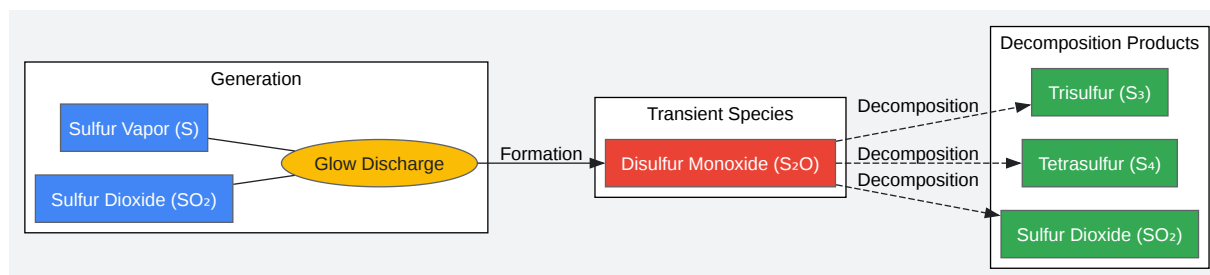 Generation
Sulfur Vapor (S)
Sulfur Dioxide (SO₂)
Glow Discharge
Formation
Transient Species
Disulfur Monoxide (S₂O)
Decomposition
Decomposition
Decomposition
Decomposition Products
Trisulfur (S₃)
Tetrasulfur (S₄)
Sulfur Dioxide (SO₂)